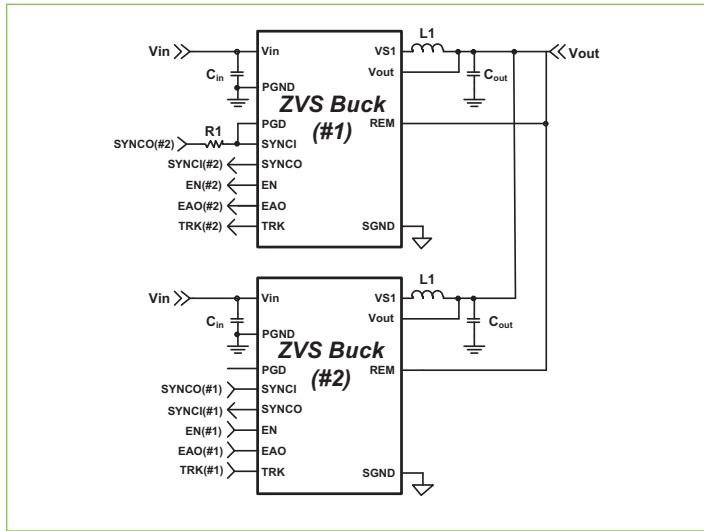 L1
Vin
Vin
VS1
Vout
Vout
Cin
Cout
PGND
ZVS Buck
(#1)
R1
PGD
REM
SYNCO(#2)
SYNCI
SYNCI(#2)
SYNCO
EN(#2)
EN
EAO(#2)
EAO
TRK(#2)
TRK
SGND
L1
Vin
Vin
VS1
Vout
Cin
Cout
PGND
ZVS Buck
(#2)
PGD
REM
SYNCO(#1)
SYNCI
SYNCI(#1)
SYNCO
EN(#1)
EN
EAO(#1)
EAO
TRK(#1)
TRK
SGND